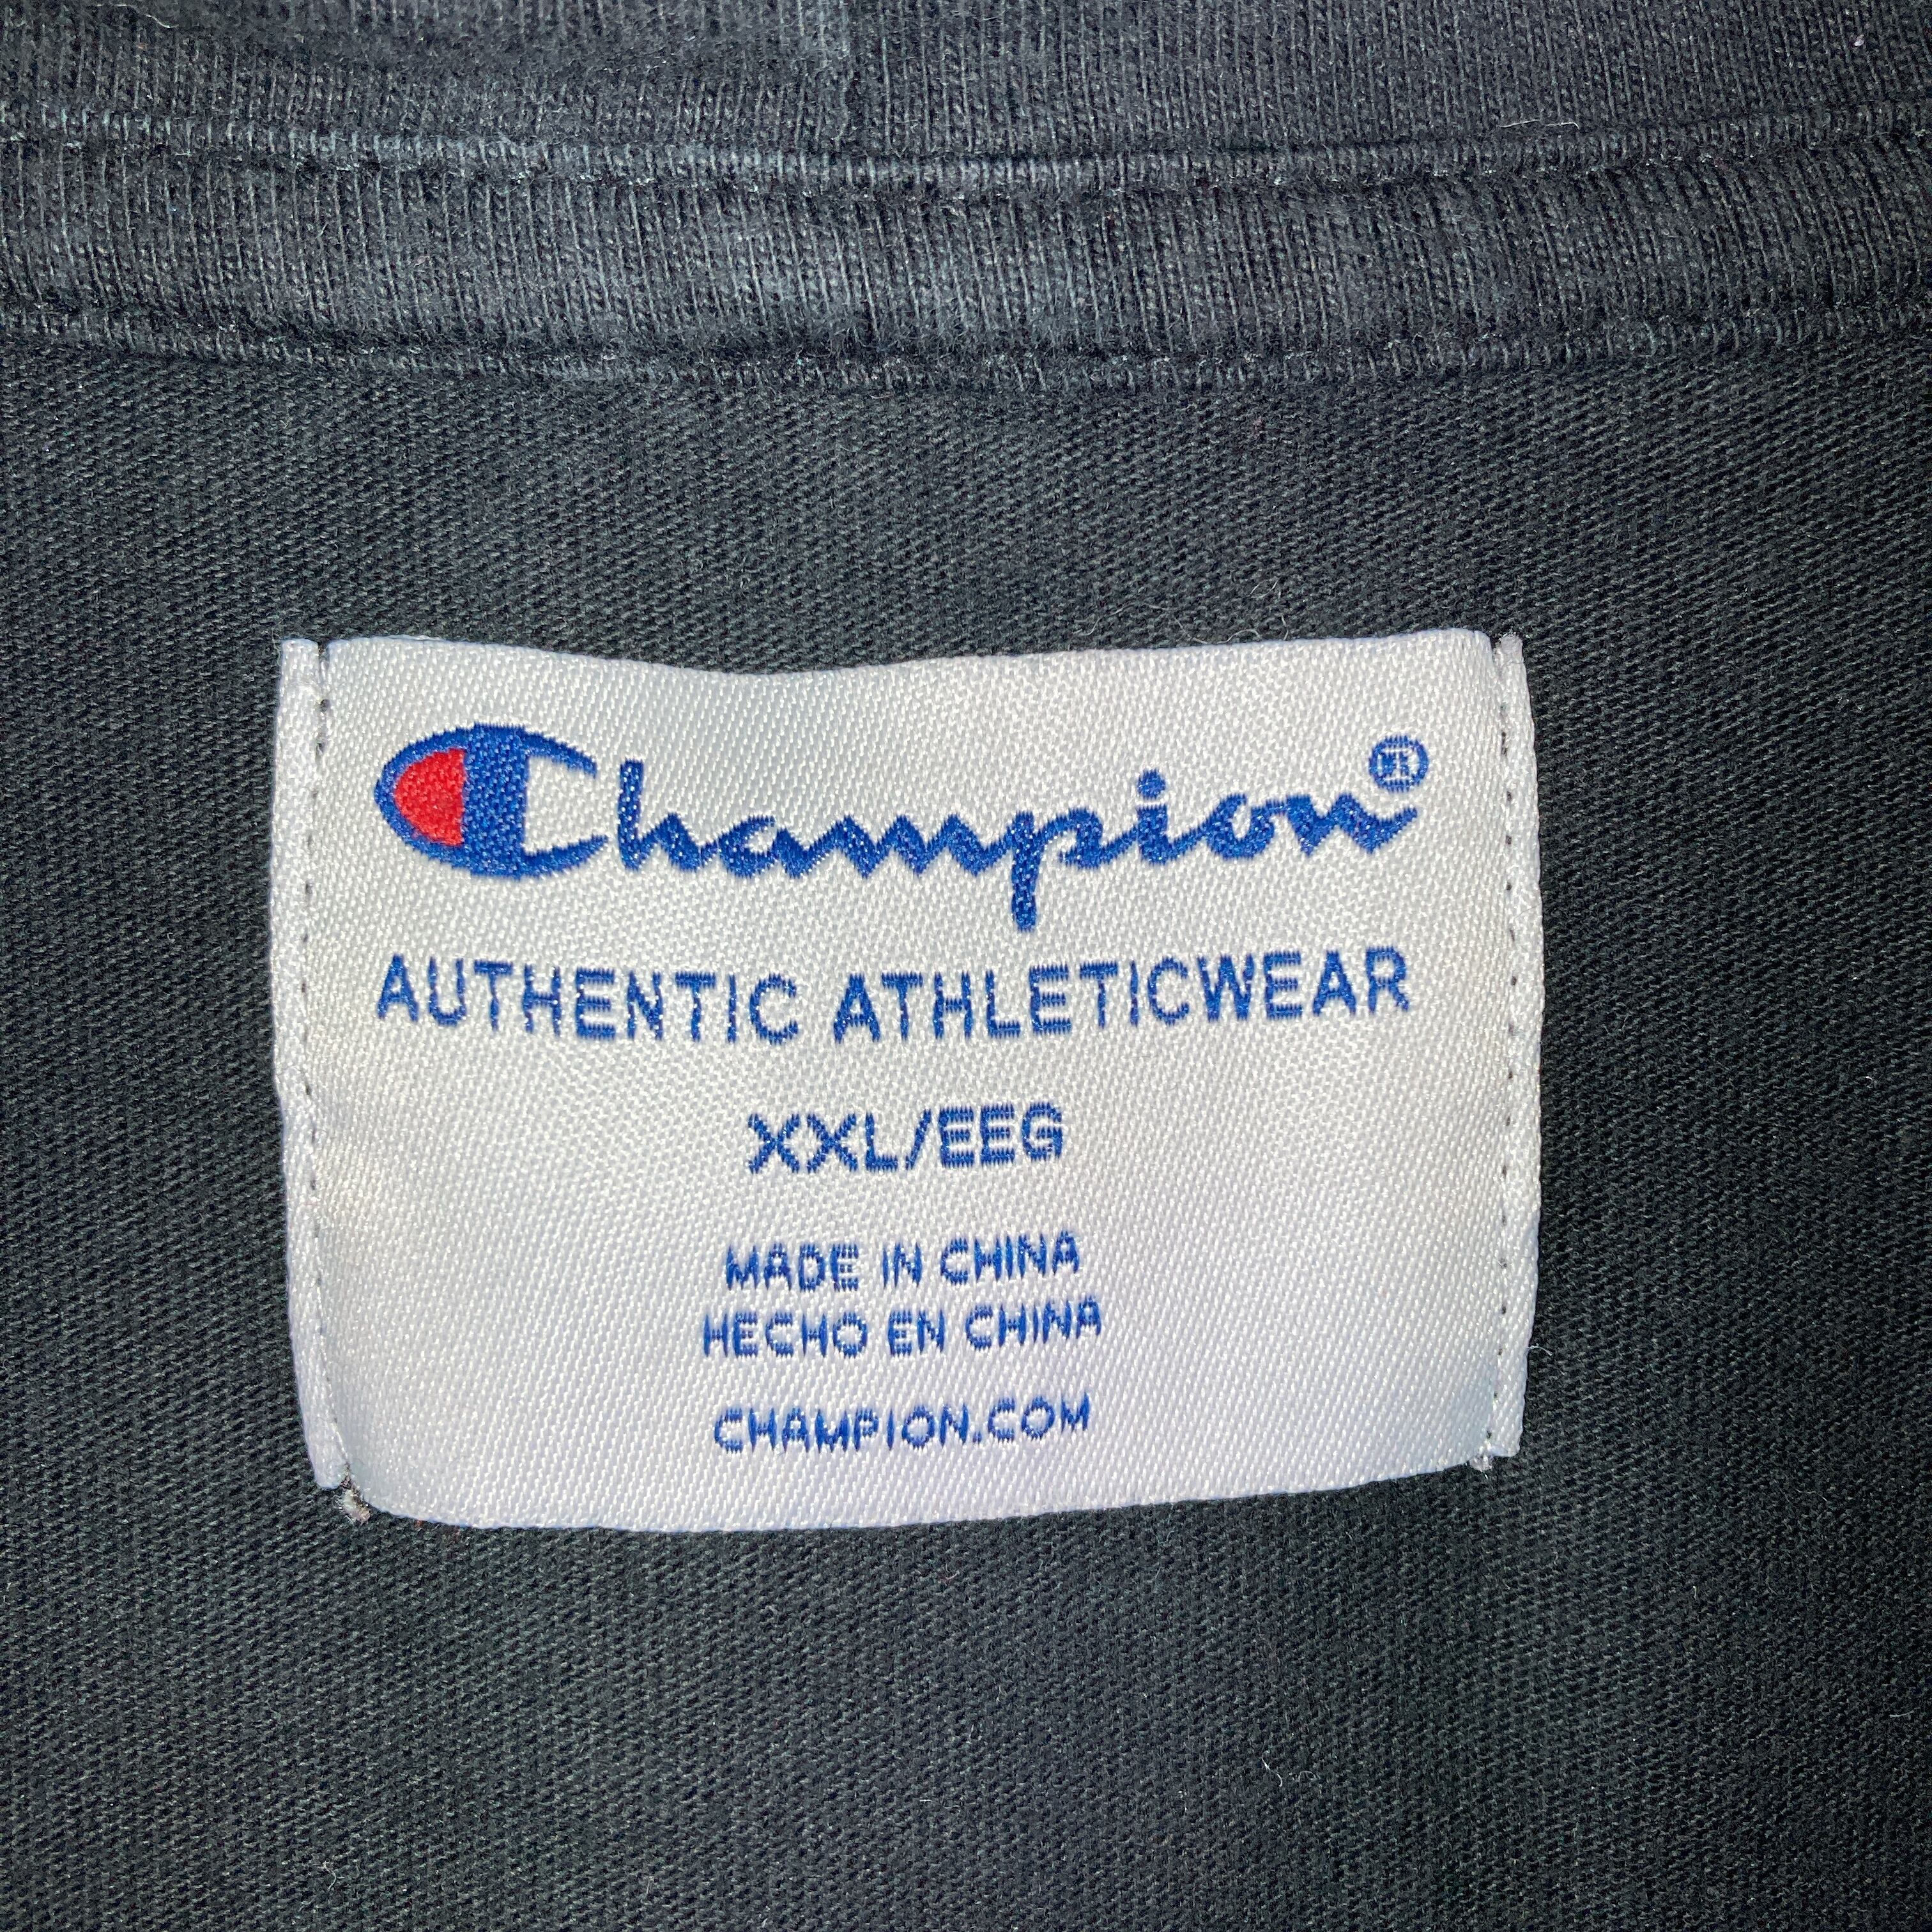 Champion®
AUTHENTIC ATHLETICWEAR
XXL/EEG
MADE IN CHINA
HECHO EN CHINA
CHAMPION.COM